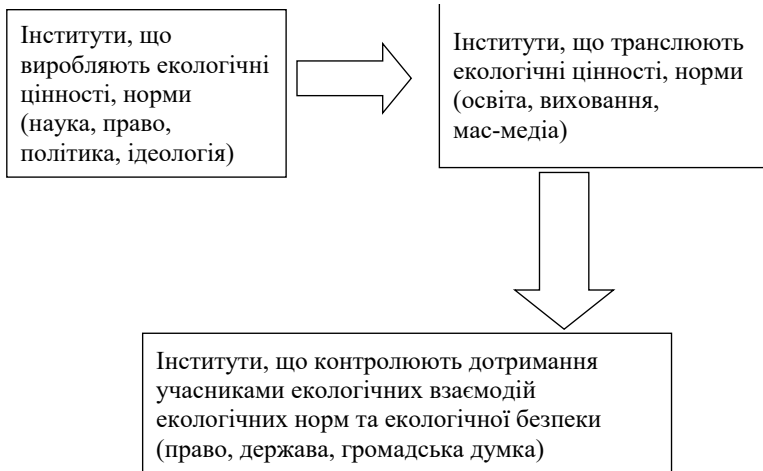 Інститути, що
виробляють екологічні
цінності, норми
(наука, право,
політика, ідеологія)
Інститути, що транслюють
екологічні цінності, норми
(освіта, виховання,
мас-медіа)
Інститути, що контролюють дотримання
учасниками екологічних взаємодій
екологічних норм та екологічної безпеки
(право, держава, громадська думка)